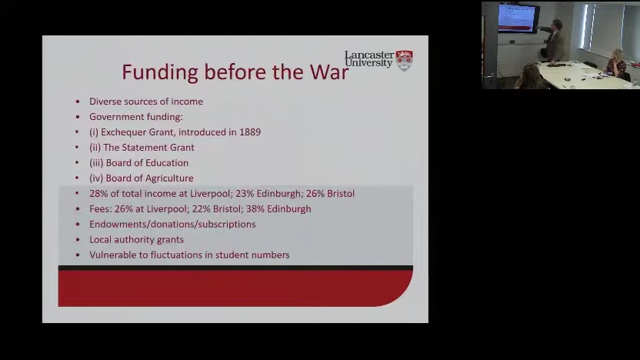 Lancaster
University
Funding before the War
• Diverse sources of income
• Government funding:
• (i) Exchequer Grant, introduced in 1889
• (ii) The Statement Grant
• (iii) Board of Education
• (iv) Board of Agriculture
• 28% of total income at Liverpool; 23% Edinburgh; 26% Bristol
• Fees: 26% at Liverpool; 22% Bristol; 38% Edinburgh
• Endowments/donations/subscriptions
• Local authority grants
• Vulnerable to fluctuations in student numbers